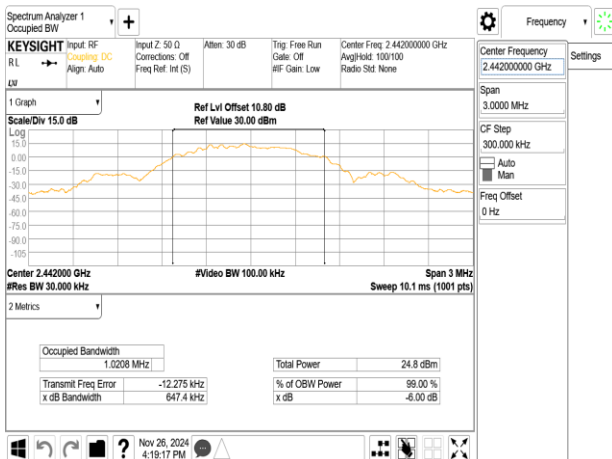 Spectrum Analyzer 1
Occupied BW
Frequency
KEYSIGHT
RL
Input: RF
Coupling: DC
Align: Auto
Input Z: 50 Ω
Corrections: Off
Freq Ref: Int (S)
Atten: 30 dB
Trig: Free Run
Gate: Off
#IF Gain: Low
Center Freq: 2.442000000 GHz
Avg|Hold: 100/100
Radio Std: None
Center Frequency
2.442000000 GHz
Settings
Span
3.0000 MHz
CF Step
300.000 kHz
Auto
Man
Freq Offset
0 Hz
1 Graph
Scale/Div 15.0 dB
Ref Lvl Offset 10.80 dB
Ref Value 30.00 dBm
Log
15.0
0.00
-15.0
-30.0
-45.0
-60.0
-75.0
-90.0
-105
Center 2.442000 GHz
#Res BW 30.000 kHz
#Video BW 100.00 kHz
Span 3 MHz
Sweep 10.1 ms (1001 pts)
2 Metrics
Occupied Bandwidth
1.0208 MHz
Total Power 24.8 dBm
Transmit Freq Error -12.275 kHz
% of OBW Power 99.00 %
x dB Bandwidth 647.4 kHz
x dB -6.00 dB
?
Nov 26, 2024
4:19:17 PM